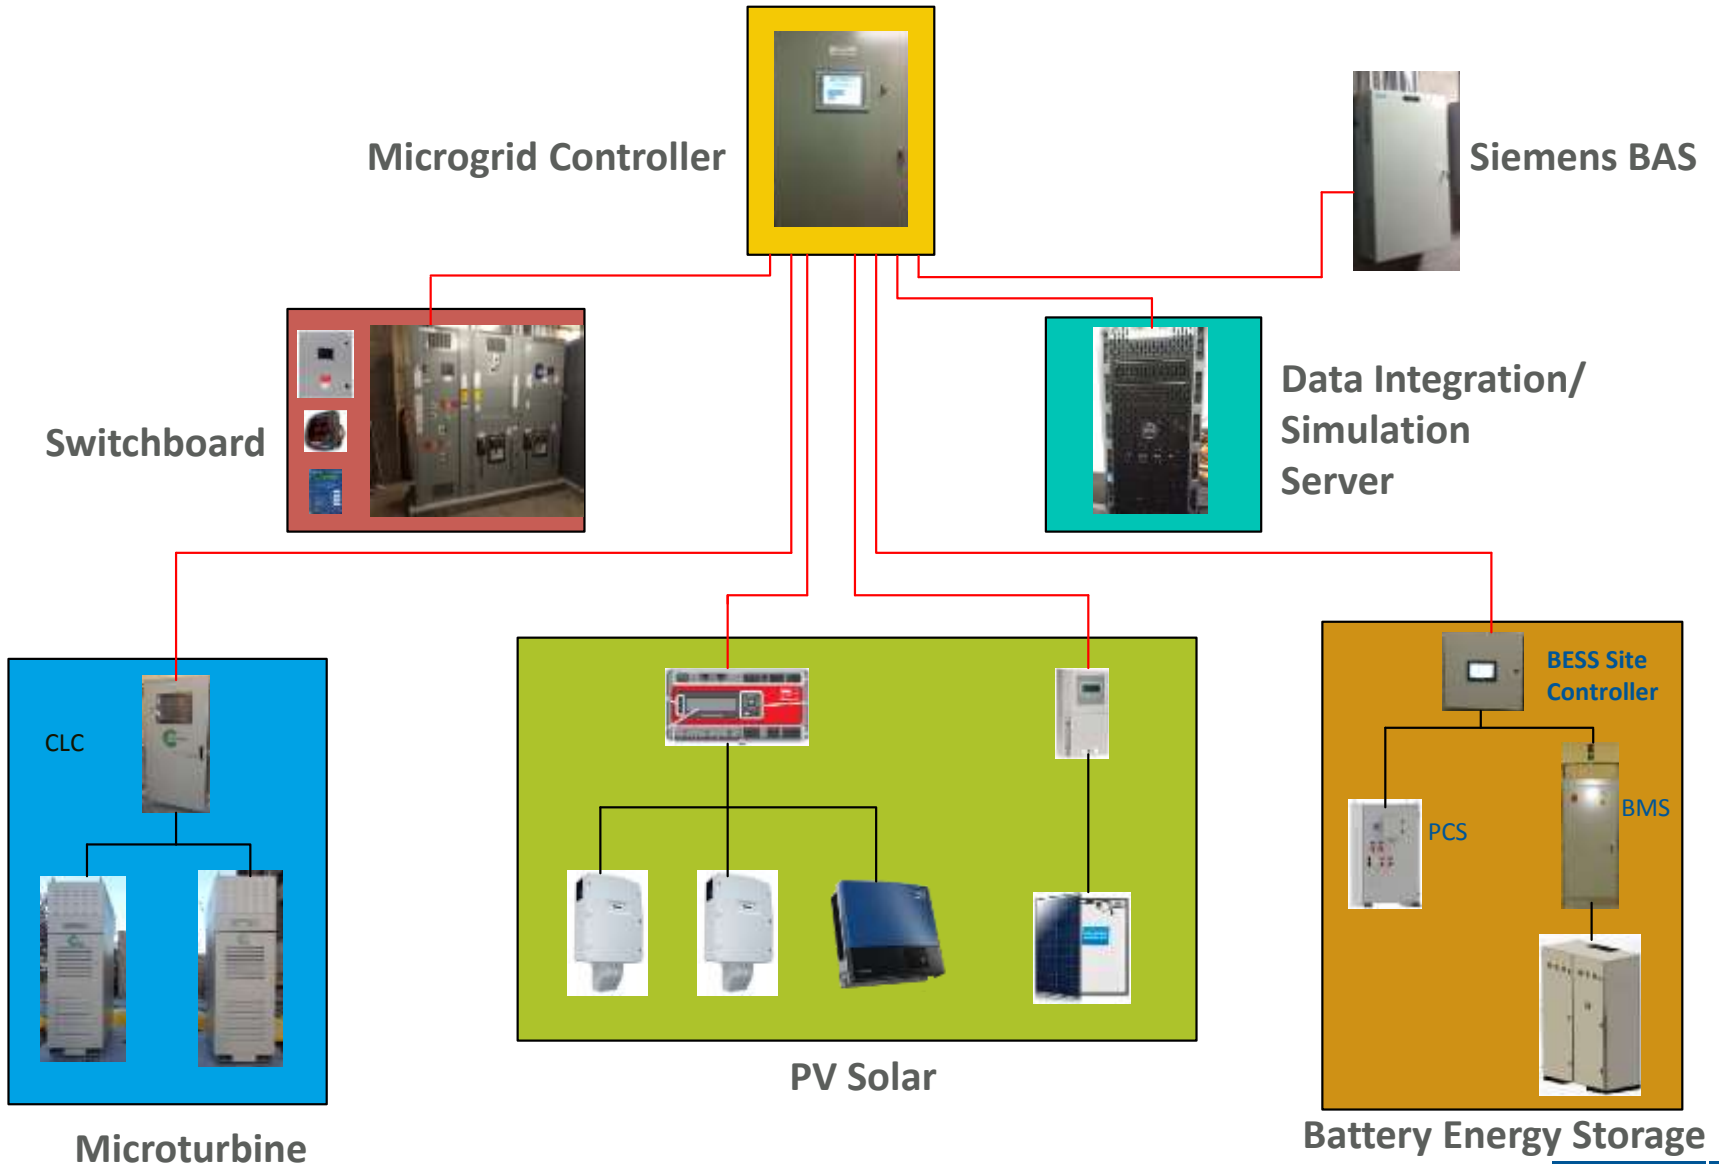 Microgrid Controller
Siemens BAS
Switchboard
Data Integration/
Simulation
Server
CLC
BESS Site
Controller
PCS
BMS
PV Solar
Microturbine
Battery Energy Storage